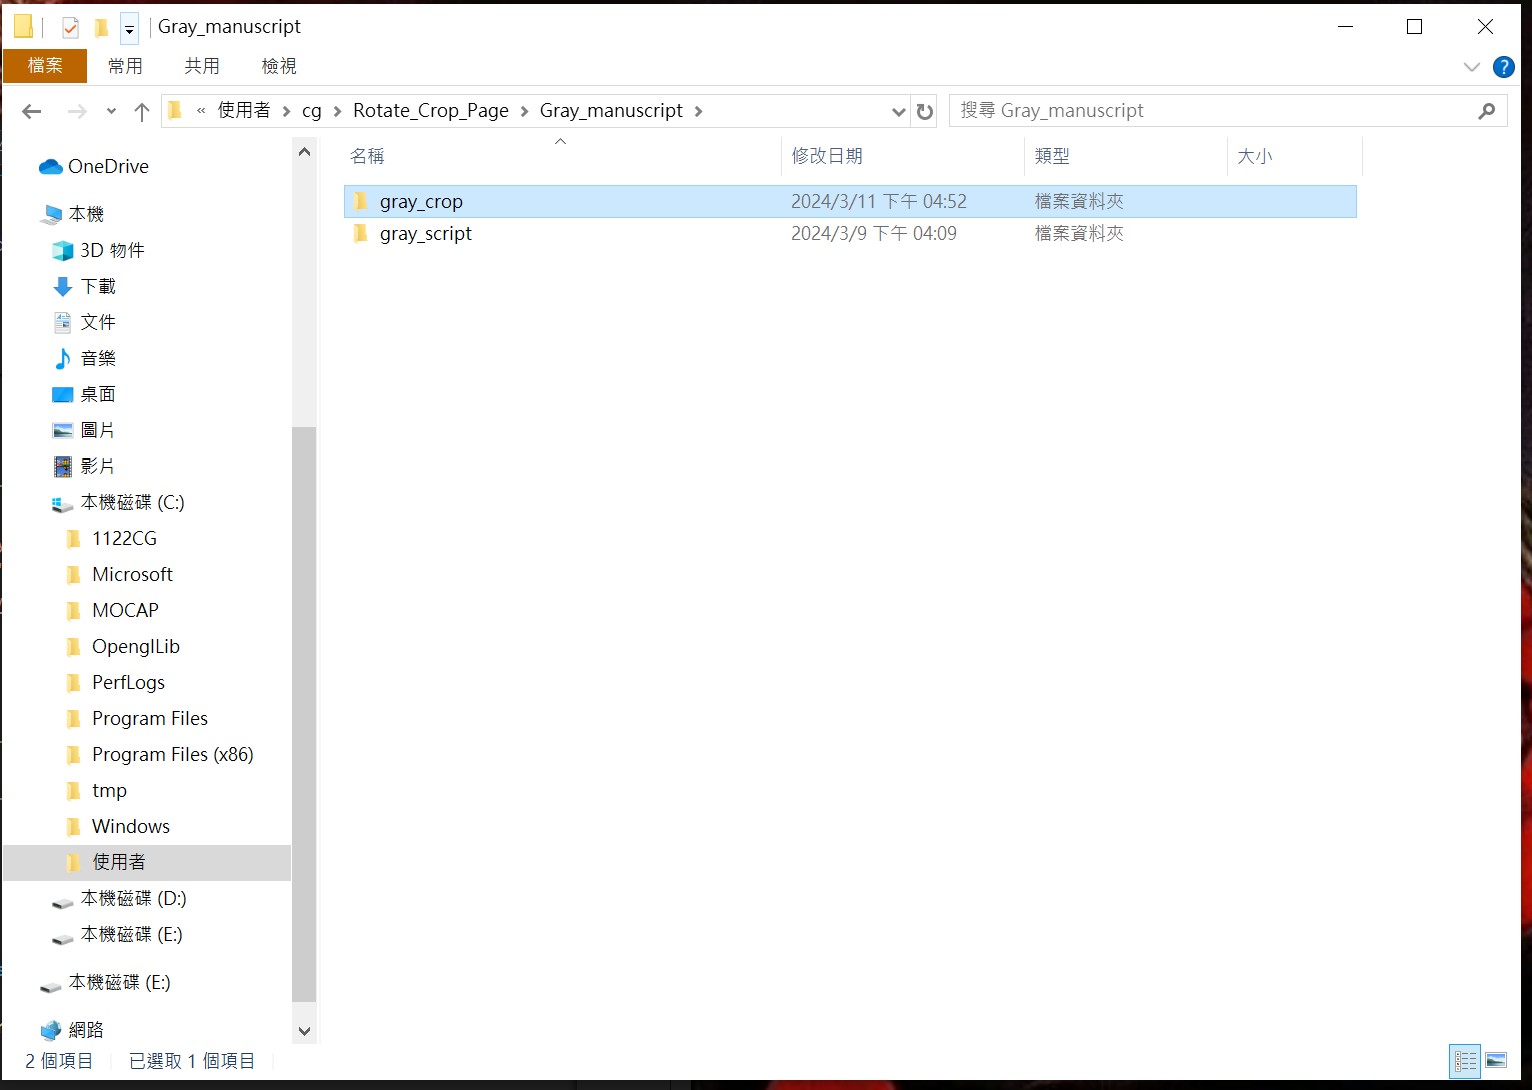 Gray_manuscript
檔案 常用 共用 檢視 ?
« 使用者 > cg > Rotate_Crop_Page > Gray_manuscript > 搜尋 Gray_manuscript
OneDrive
本機
3D 物件
下載
文件
音樂
桌面
圖片
影片
本機磁碟 (C:)
1122CG
Microsoft
MOCAP
OpenglLib
PerfLogs
Program Files
Program Files (x86)
tmp
Windows
使用者
本機磁碟 (D:)
本機磁碟 (E:)
本機磁碟 (E:)
網路
名稱 修改日期 類型 大小
gray_crop 2024/3/11 下午 04:52 檔案資料夾
gray_script 2024/3/9 下午 04:09 檔案資料夾
2 個項目 已選取 1 個項目